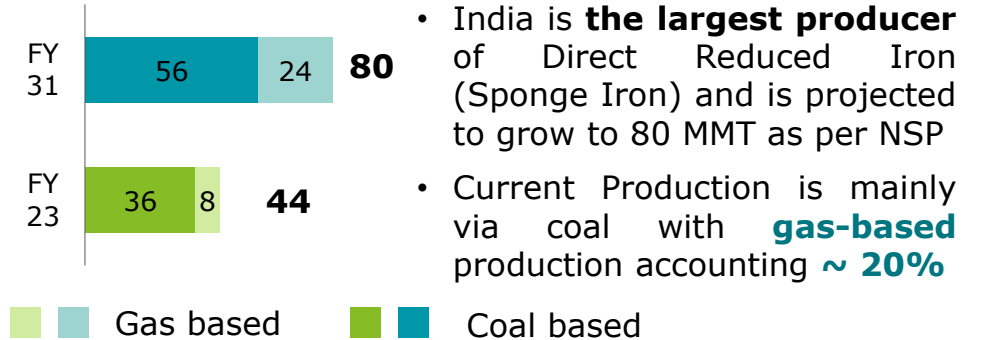 FY
31
56
24
80
FY
23
36
8
44
Gas based
Coal based
• India is the largest producer
of Direct Reduced Iron
(Sponge Iron) and is projected
to grow to 80 MMT as per NSP
• Current Production is mainly
via coal with gas-based
production accounting ~ 20%